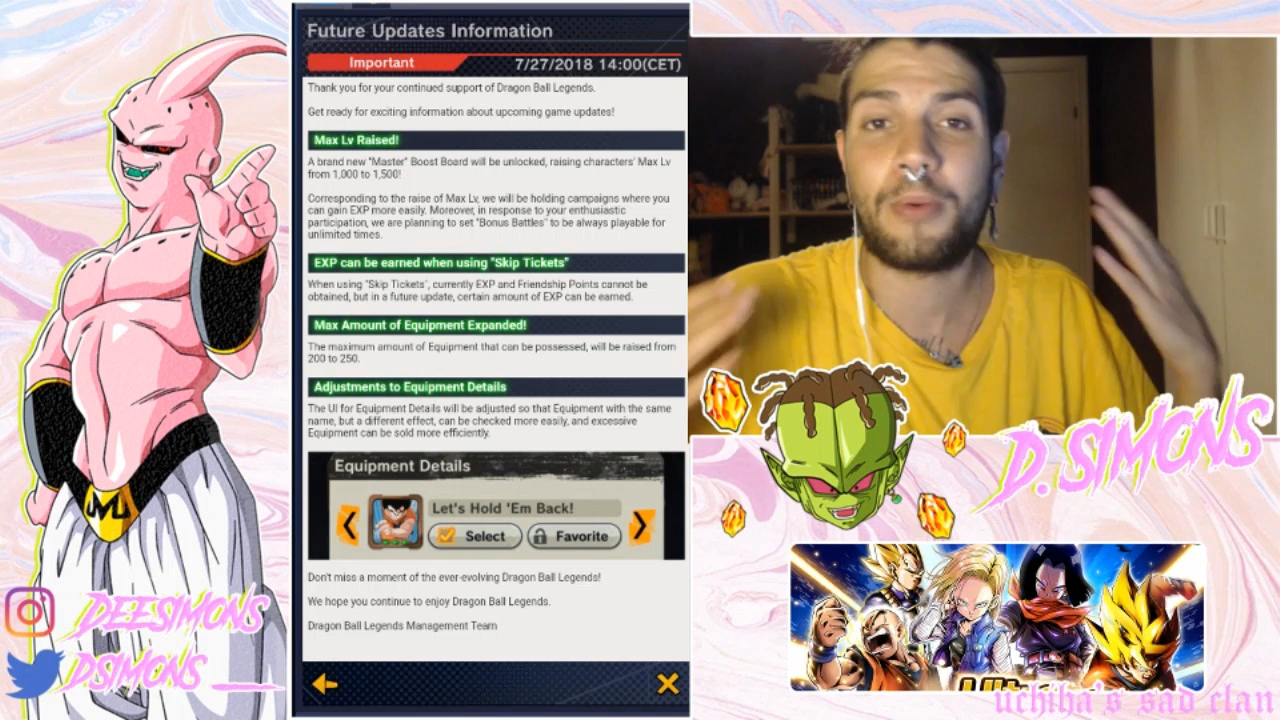 Future Updates Information
Important
7/27/2018 14:00(CET)
Thank you for your continued support of Dragon Ball Legends.
Get ready for exciting information about upcoming game updates!
Max Lv Raised!
A brand new "Master" Boost Board will be unlocked, raising characters' Max Lv
from 1,000 to 1,500!
Corresponding to the raise of Max Lv, we will be holding campaigns where you
can gain EXP more easily. Moreover, in response to your enthusiastic
participation, we are planning to set "Bonus Battles" to be always playable for
unlimited times.
EXP can be earned when using "Skip Tickets"
When using "Skip Tickets", currently EXP and Friendship Points cannot be
obtained, but in a future update, certain amount of EXP can be earned.
Max Amount of Equipment Expanded!
The maximum amount of Equipment that can be possessed, will be raised from
200 to 250.
Adjustments to Equipment Details
The UI for Equipment Details will be adjusted so that Equipment with the same
name, but a different effect, can be checked more easily, and excessive
Equipment can be sold more efficiently.
Equipment Details
Let's Hold 'Em Back!
Select
Favorite
Don't miss a moment of the ever-evolving Dragon Ball Legends!
We hope you continue to enjoy Dragon Ball Legends.
Dragon Ball Legends Management Team
DEESIMONS
D.SIMONS__
D.SIMONS
uchiha's sad clan